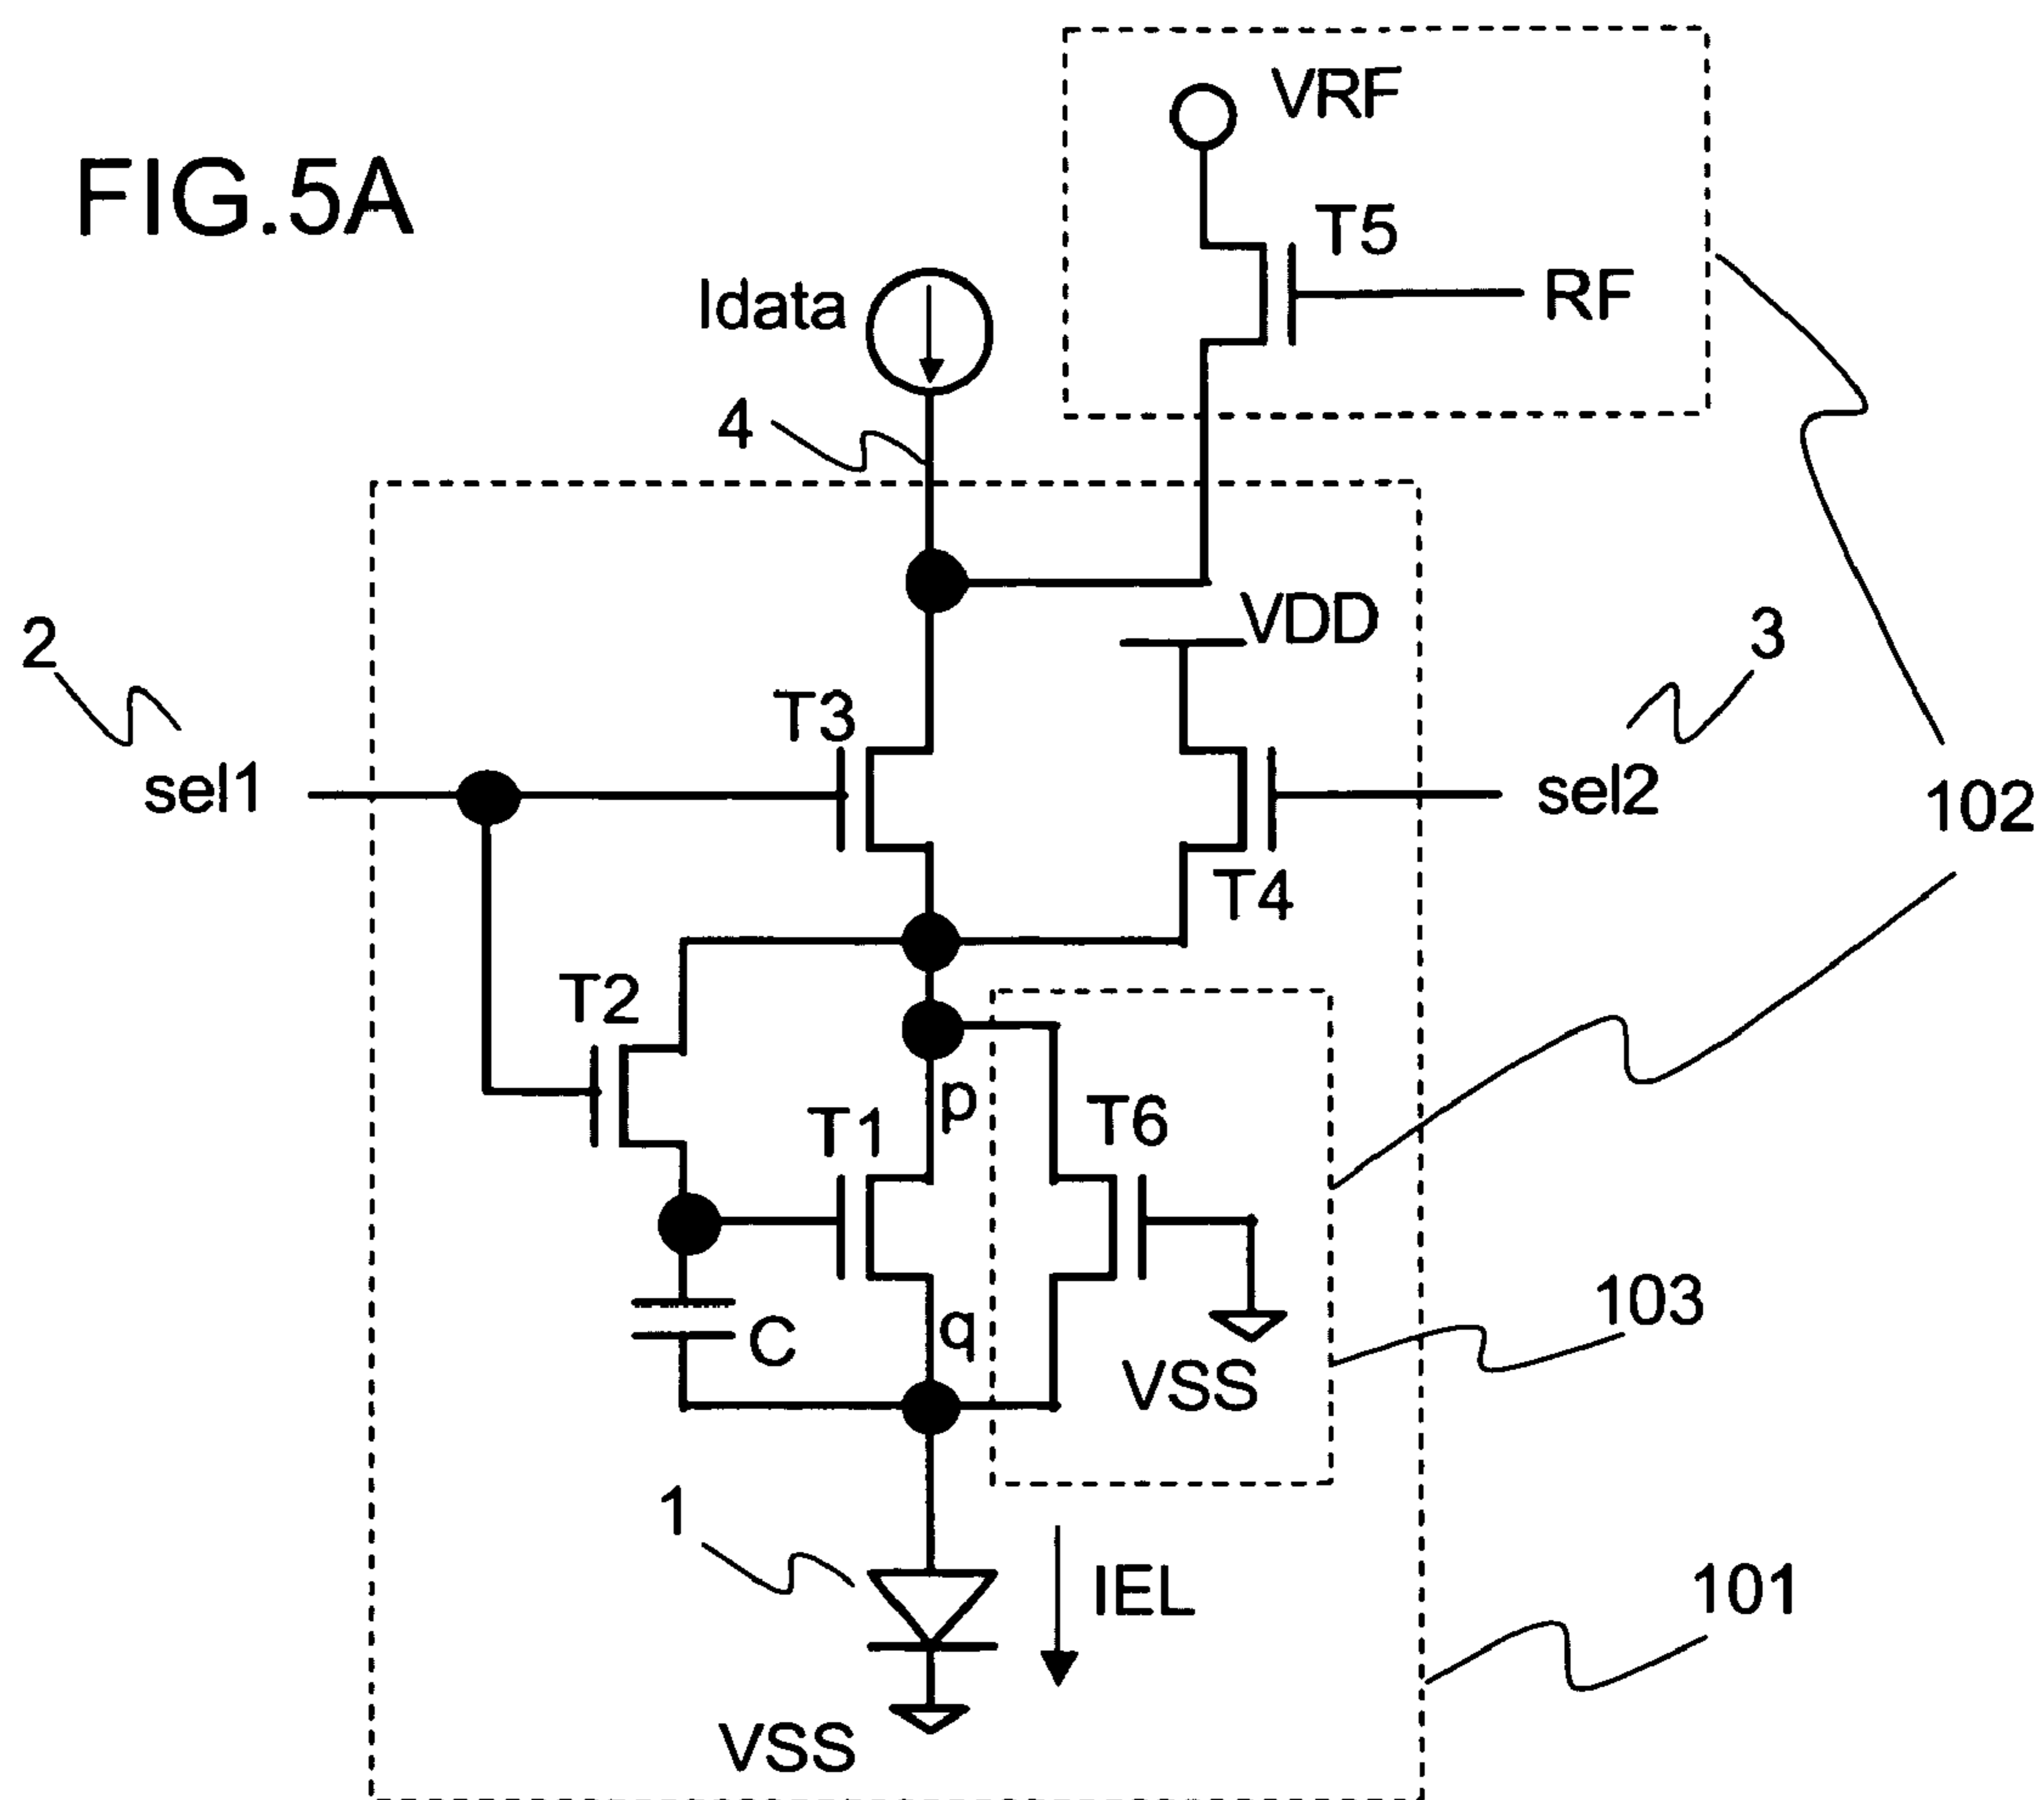 FIG.5A
VRF
T5
RF
Idata
4
2
sel1
T3
VDD
3
sel2
102
T4
T2
p
T1
T6
C
q
VSS
103
1
IEL
101
VSS